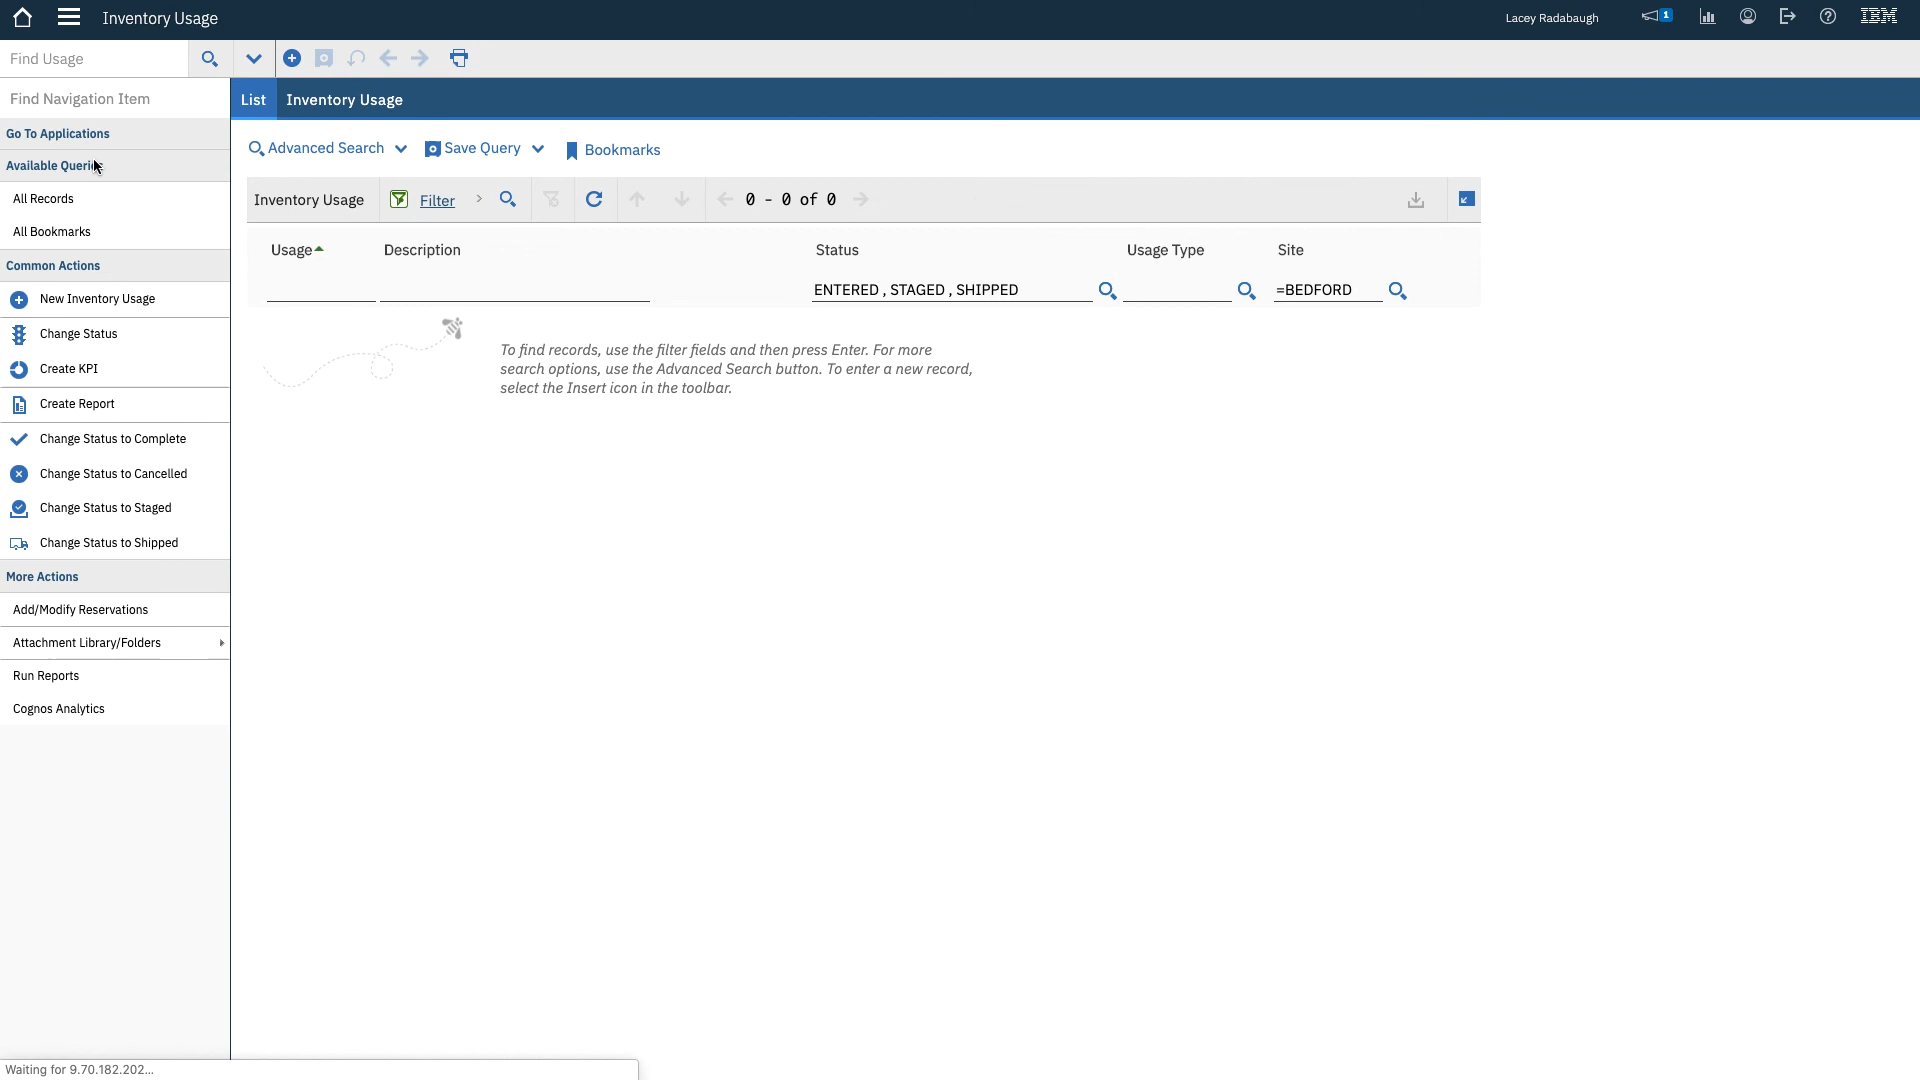 Inventory Usage
Lacey Radabaugh
1
IBM
Find Usage
Find Navigation Item
List
Inventory Usage
Go To Applications
Available Queri
All Records
All Bookmarks
Common Actions
New Inventory Usage
Change Status
Create KPI
Create Report
Change Status to Complete
Change Status to Cancelled
Change Status to Staged
Change Status to Shipped
More Actions
Add/Modify Reservations
Attachment Library/Folders
Run Reports
Cognos Analytics
Advanced Search
Save Query
Bookmarks
Inventory Usage
Filter
0 - 0 of 0
Usage
Description
Status
Usage Type
Site
ENTERED , STAGED , SHIPPED
=BEDFORD
To find records, use the filter fields and then press Enter. For more
search options, use the Advanced Search button. To enter a new record,
select the Insert icon in the toolbar.
Waiting for 9.70.182.202...